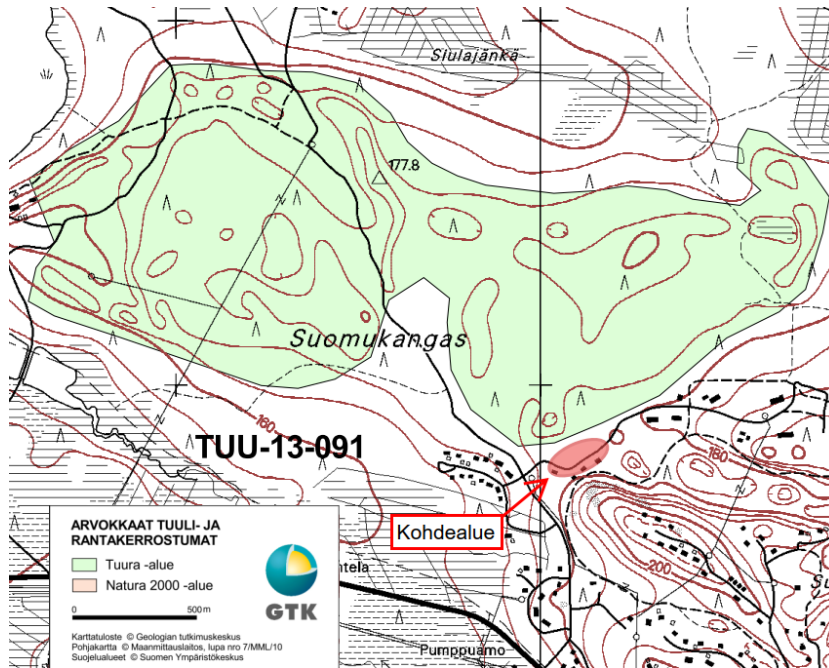 Siulajänkä
177.8
Suomukangas
160
TUU-13-091
180
Kohdealue
200
ARVOKKAAT TUULI- JA
RANTAKERROSTUMAT
Tuura -alue
Natura 2000 -alue
0 500 m
GTK
Karttatuloste © Geologian tutkimuskeskus
Pohjakartta © Maanmittauslaitos, lupa nro 7/MML/10
Suojelualueet © Suomen Ympäristökeskus
Pumppuamo